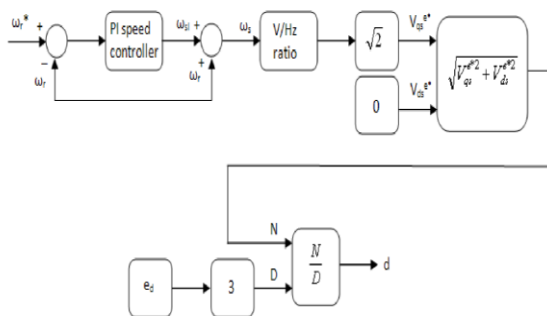 ωr* + − ωr
PI speed controller
ωsl + + ωr
ωs
V/Hz ratio
√2
Vqs^e*
0
Vds^e*
√(Vqs^e*2 + Vds^e*2)
N
D
N/D
d
ed
3